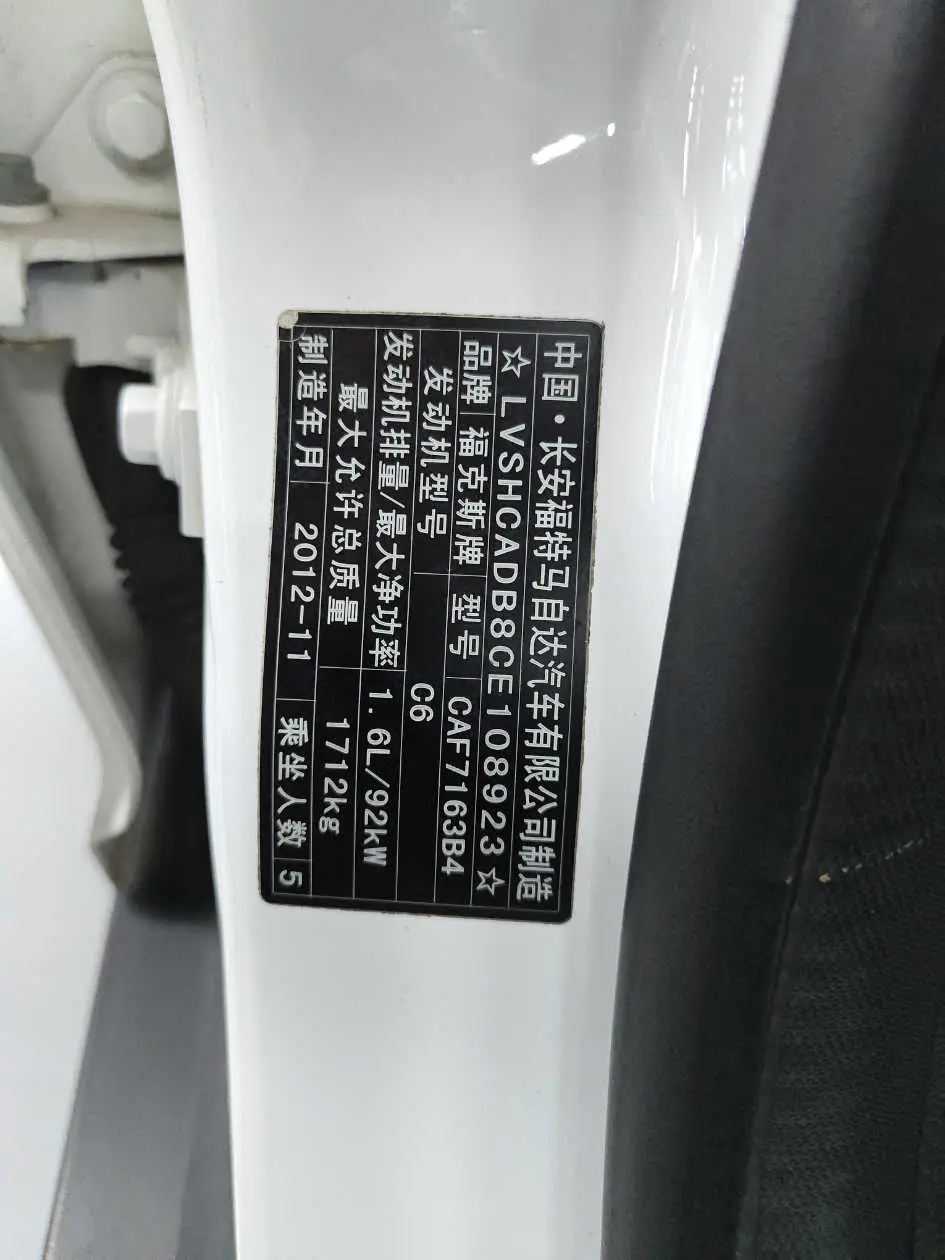 中国·长安福特马自达汽车有限公司制造
☆LVSHCADB8CE108923☆
品牌 福克斯牌 型号 CAF7163B4
发动机型号 C6
发动机排量/最大净功率 1.6L/92kW
最大允许总质量 1712kg
制造年月 2012-11 乘坐人数 5